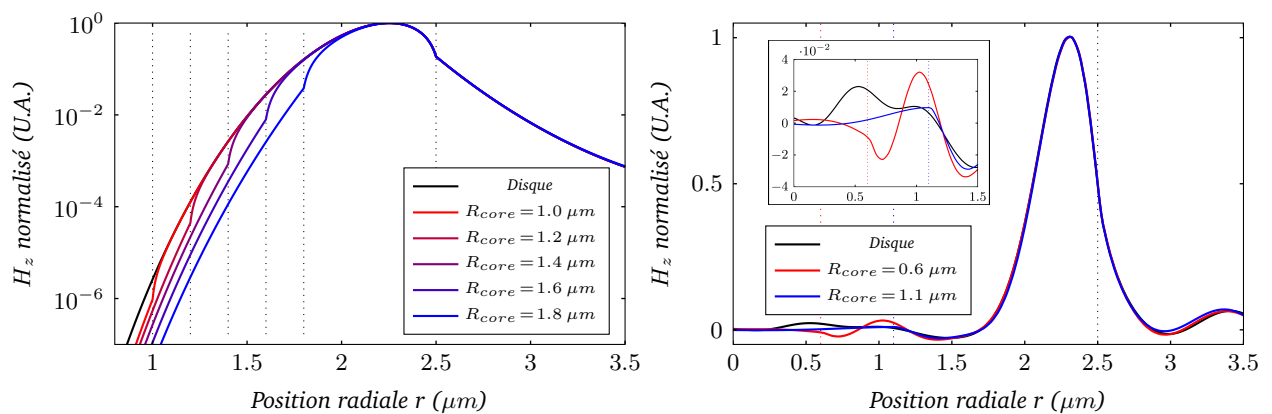 10⁰
10⁻²
10⁻⁴
10⁻⁶
H_z normalisé (U.A.)
Disque
R_core = 1.0 μm
R_core = 1.2 μm
R_core = 1.4 μm
R_core = 1.6 μm
R_core = 1.8 μm
1 1.5 2 2.5 3 3.5
Position radiale r (μm)
1
0.5
0
H_z normalisé (U.A.)
·10⁻²
4
2
0
−2
−4
0 0.5 1 1.5
Disque
R_core = 0.6 μm
R_core = 1.1 μm
0 0.5 1 1.5 2 2.5 3 3.5
Position radiale r (μm)